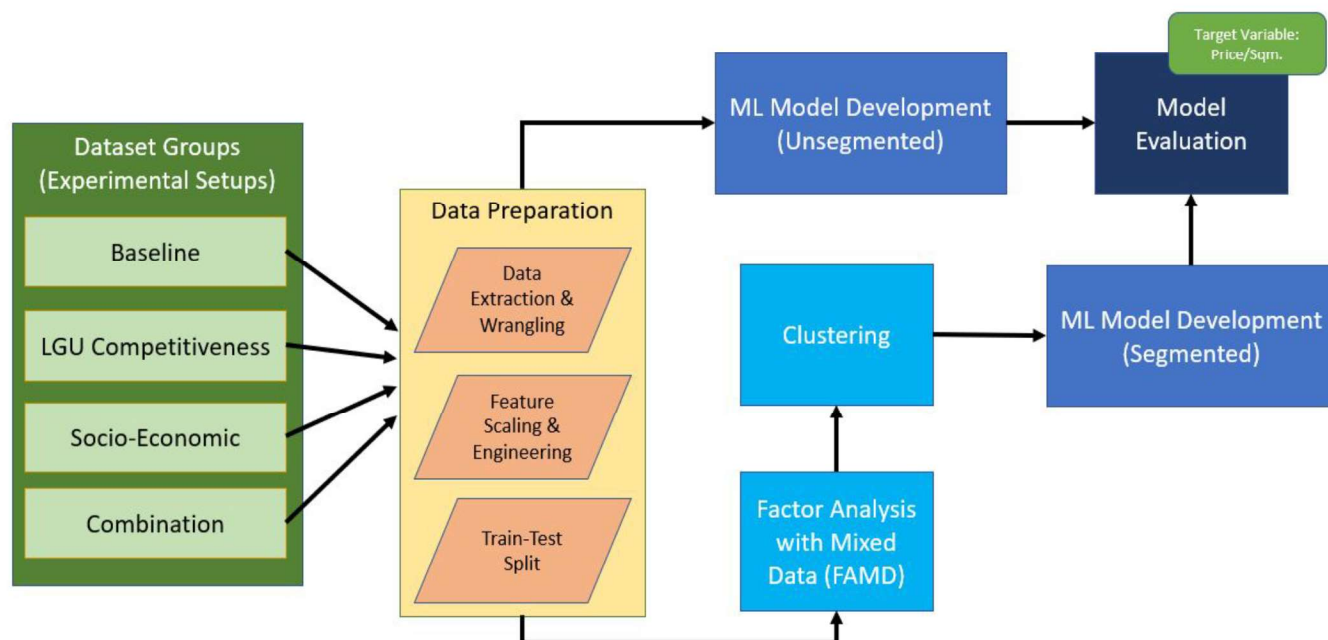 Dataset Groups
(Experimental Setups)
Baseline
LGU Competitiveness
Socio-Economic
Combination
Data Preparation
Data
Extraction &
Wrangling
Feature
Scaling &
Engineering
Train-Test
Split
ML Model Development
(Unsegmented)
Target Variable:
Price/Sqm.
Model
Evaluation
Clustering
ML Model Development
(Segmented)
Factor Analysis
with Mixed
Data (FAMD)